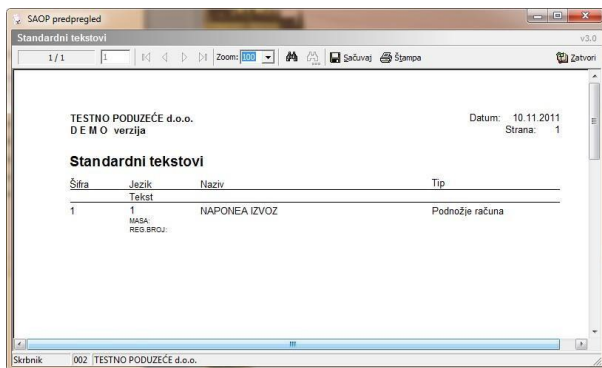 SAOP predpregled
Standardni tekstovi v3.0
1 / 1 1 Zoom: 100 Sačuvaj Štampa Zatvori
TESTNO PODUZEĆE d.o.o. Datum: 10.11.2011
D E M O verzija Strana: 1
Standardni tekstovi
Šifra Jezik Naziv Tip
Tekst
1 1 NAPONEA IZVOZ Podnožje računa
MASA:
REG.BROJ:
Skrbnik 002 TESTNO PODUZEĆE d.o.o.